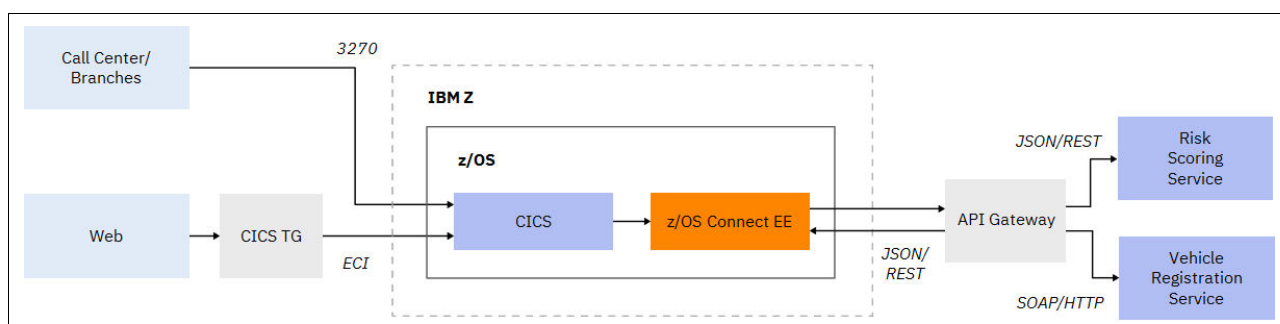 Call Center/
Branches
3270
IBM Z
z/OS
Web
CICS TG
ECI
CICS
z/OS Connect EE
JSON/
REST
API Gateway
JSON/REST
Risk
Scoring
Service
SOAP/HTTP
Vehicle
Registration
Service